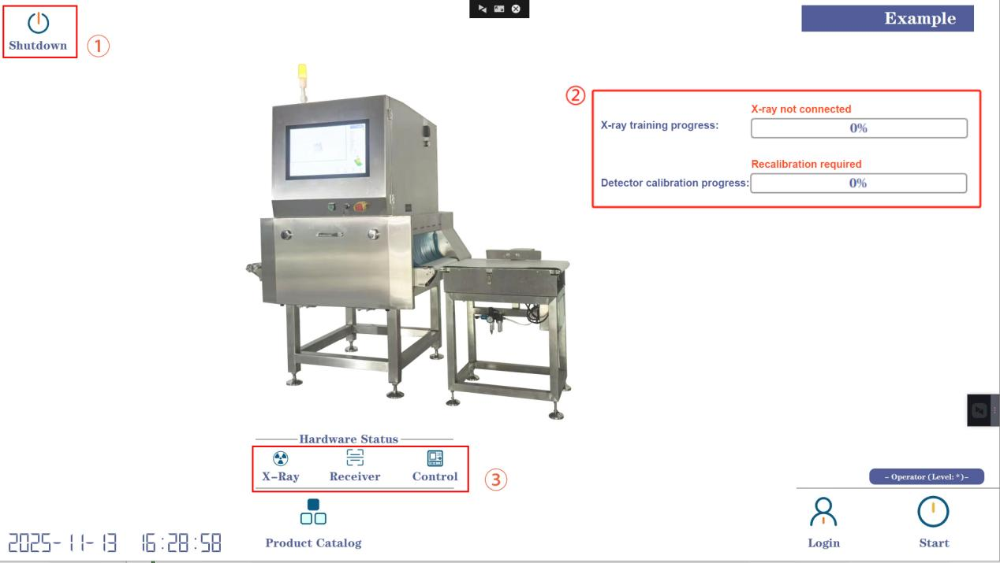 Shutdown
①
Example
②
X-ray not connected
X-ray training progress:
0%
Recalibration required
Detector calibration progress:
0%
Hardware Status
X-Ray
Receiver
Control
③
- Operator (Level: *)-
2025-11-13 16:28:58
Product Catalog
Login
Start